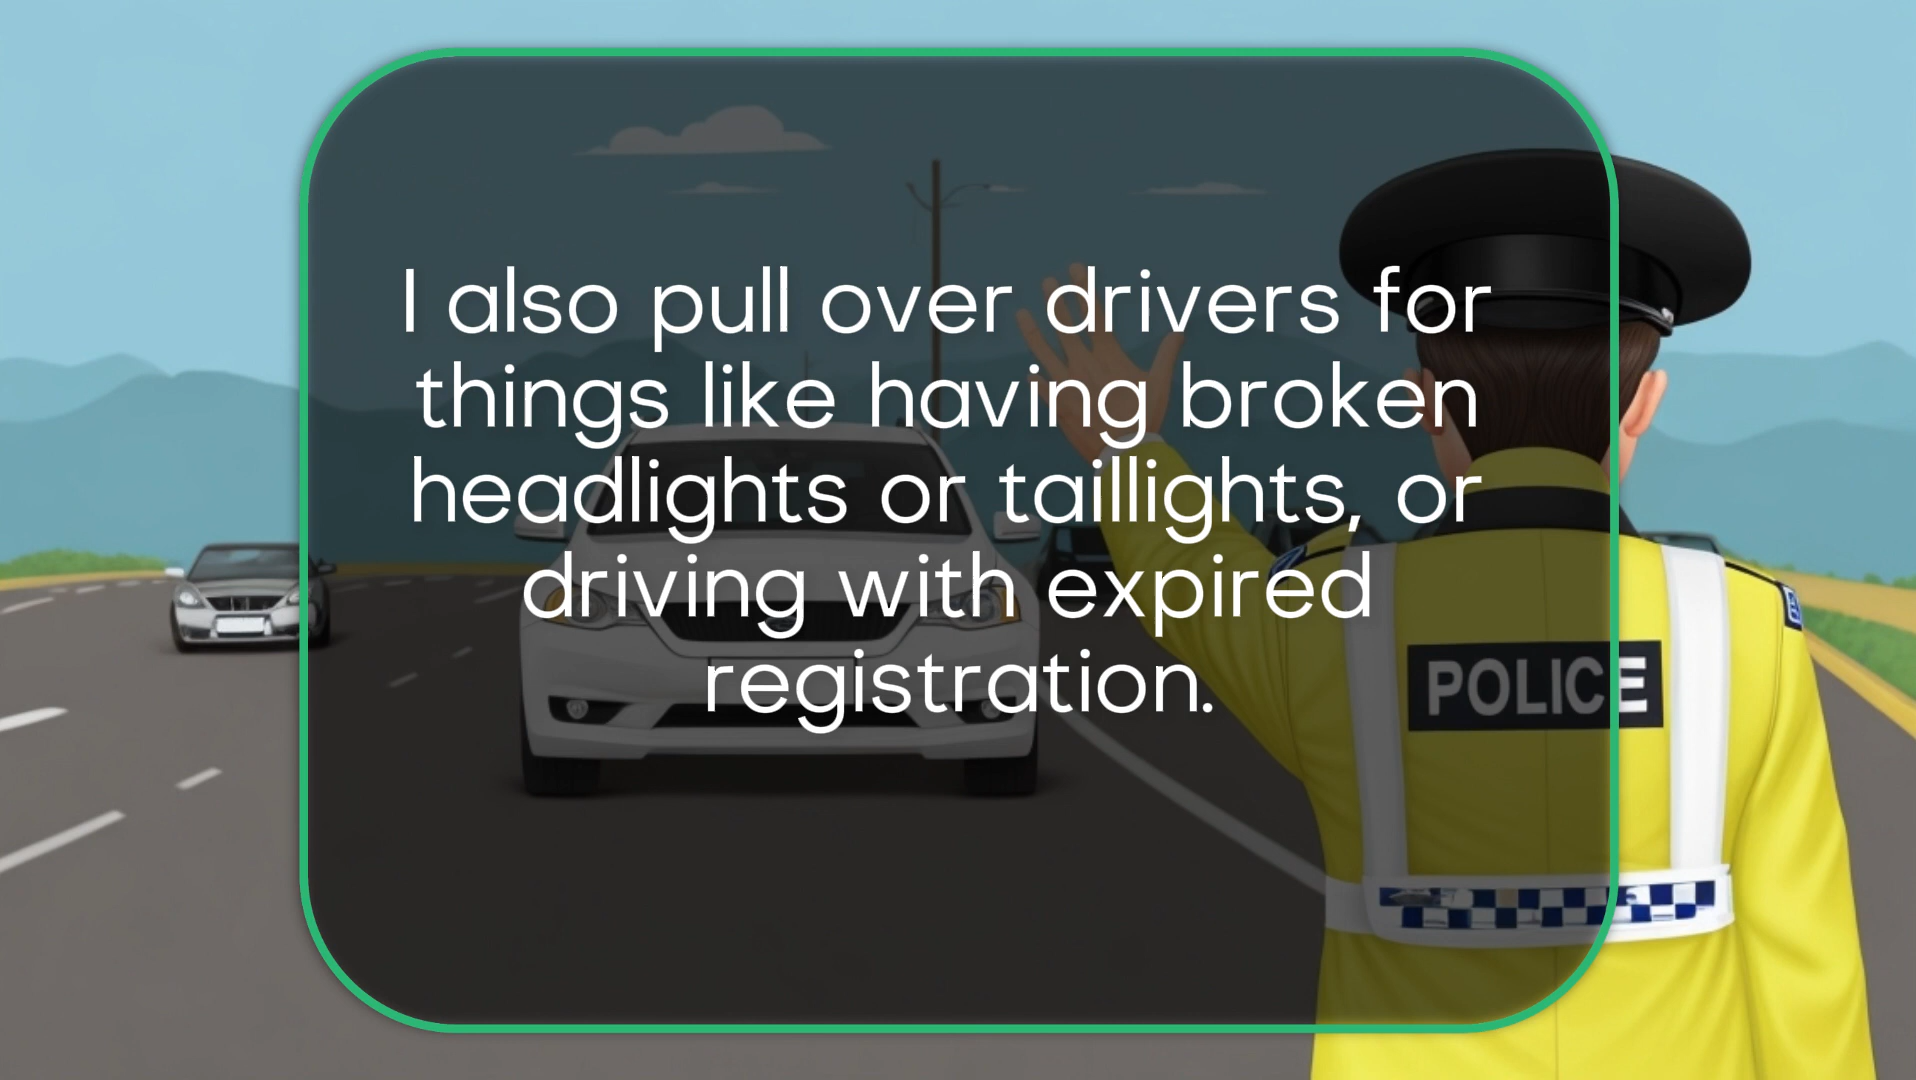 I also pull over drivers for
things like having broken
headlights or taillights, or
driving with expired
registration.
POLICE